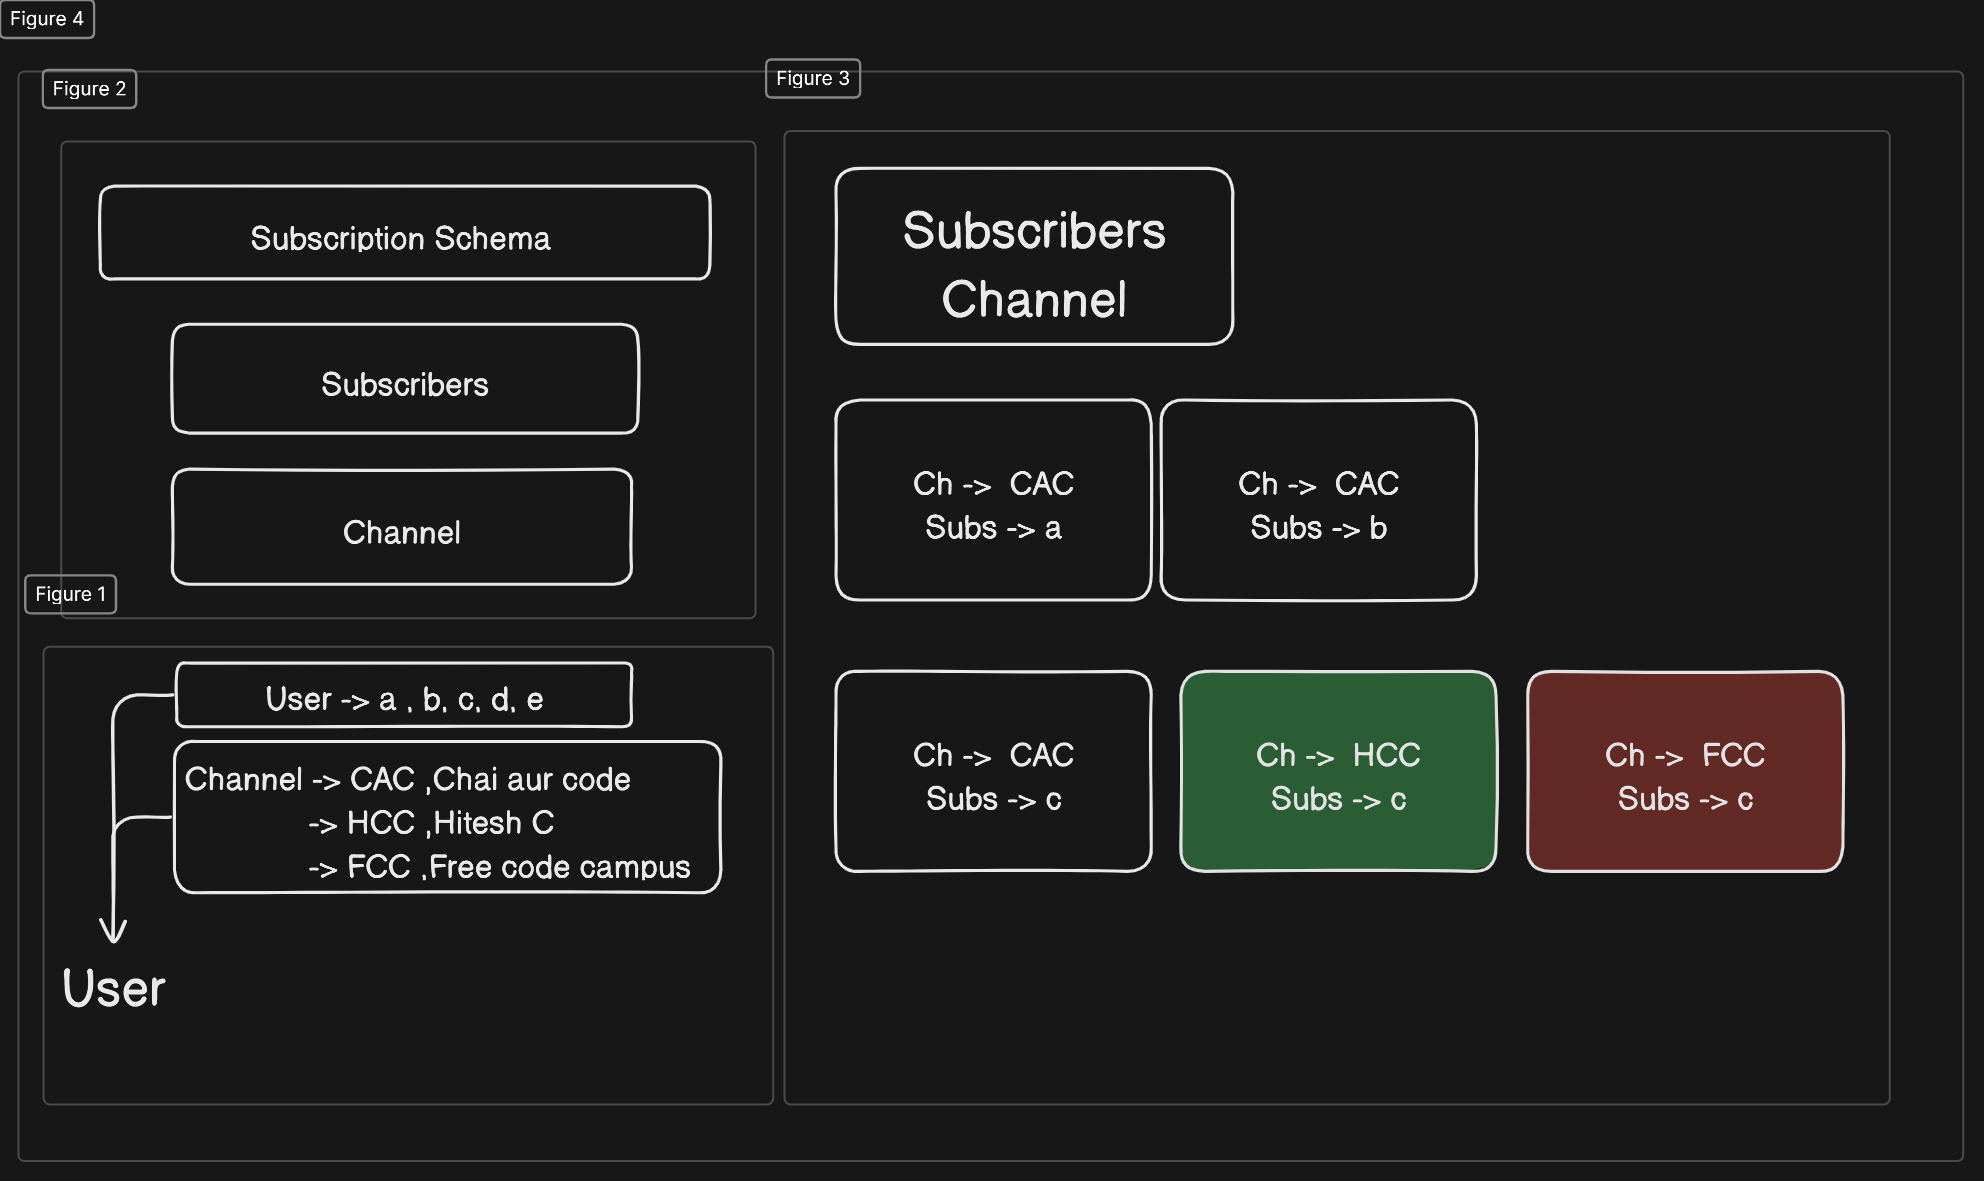 Figure 4
Figure 2
Subscription Schema
Subscribers
Channel
Figure 1
User -> a , b, c, d, e
Channel -> CAC ,Chai aur code
-> HCC ,Hitesh C
-> FCC ,Free code campus
User
Figure 3
Subscribers
Channel
Ch -> CAC
Subs -> a
Ch -> CAC
Subs -> b
Ch -> CAC
Subs -> c
Ch -> HCC
Subs -> c
Ch -> FCC
Subs -> c